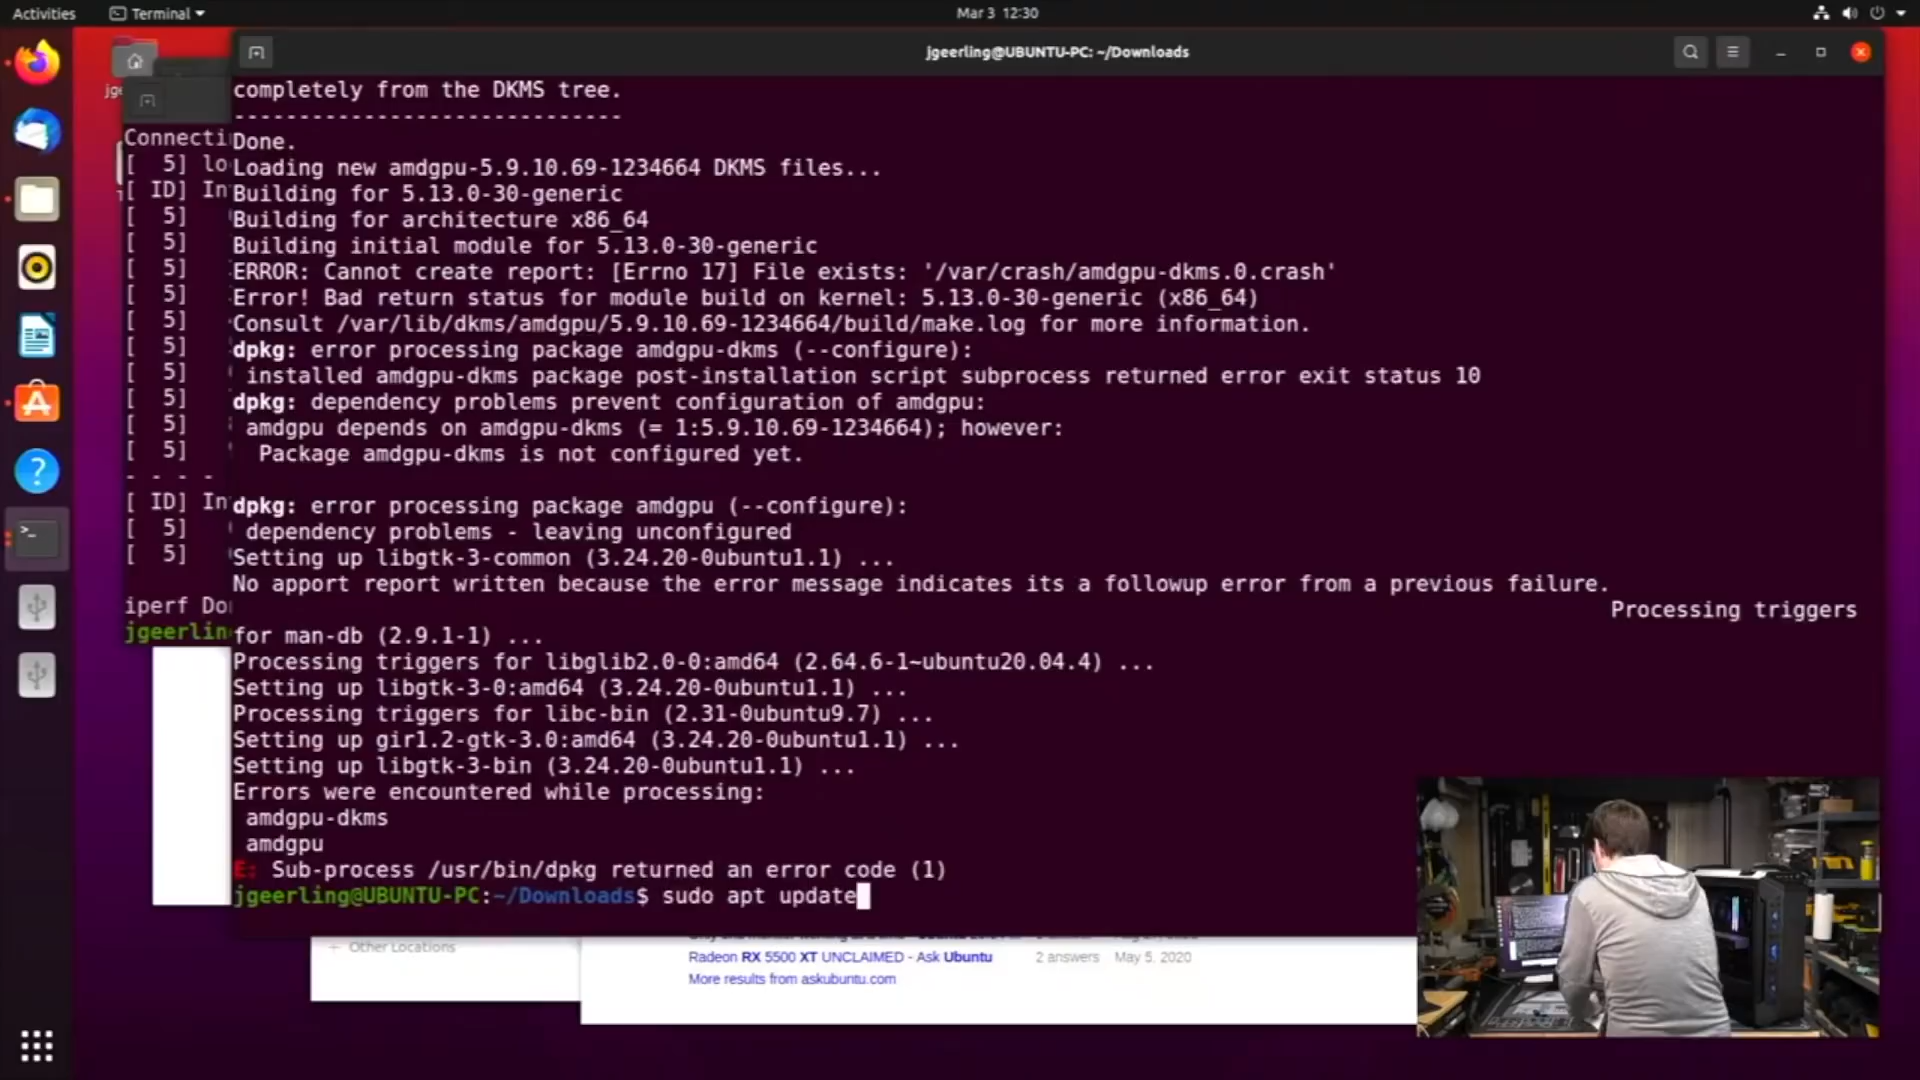 Activities
Terminal
Mar 3 12:30
jgeerling@UBUNTU-PC: ~/Downloads
completely from the DKMS tree.
------------------------------
Done.
Loading new amdgpu-5.9.10.69-1234664 DKMS files...
Building for 5.13.0-30-generic
Building for architecture x86_64
Building initial module for 5.13.0-30-generic
ERROR: Cannot create report: [Errno 17] File exists: '/var/crash/amdgpu-dkms.0.crash'
Error! Bad return status for module build on kernel: 5.13.0-30-generic (x86_64)
Consult /var/lib/dkms/amdgpu/5.9.10.69-1234664/build/make.log for more information.
dpkg: error processing package amdgpu-dkms (--configure):
installed amdgpu-dkms package post-installation script subprocess returned error exit status 10
dpkg: dependency problems prevent configuration of amdgpu:
amdgpu depends on amdgpu-dkms (= 1:5.9.10.69-1234664); however:
Package amdgpu-dkms is not configured yet.
dpkg: error processing package amdgpu (--configure):
dependency problems - leaving unconfigured
Setting up libgtk-3-common (3.24.20-0ubuntu1.1) ...
No apport report written because the error message indicates its a followup error from a previous failure.
Processing triggers
for man-db (2.9.1-1) ...
Processing triggers for libglib2.0-0:amd64 (2.64.6-1~ubuntu20.04.4) ...
Setting up libgtk-3-0:amd64 (3.24.20-0ubuntu1.1) ...
Processing triggers for libc-bin (2.31-0ubuntu9.7) ...
Setting up gir1.2-gtk-3.0:amd64 (3.24.20-0ubuntu1.1) ...
Setting up libgtk-3-bin (3.24.20-0ubuntu1.1) ...
Errors were encountered while processing:
amdgpu-dkms
amdgpu
E: Sub-process /usr/bin/dpkg returned an error code (1)
jgeerling@UBUNTU-PC:~/Downloads$ sudo apt update
Connecti
[ 5] lo
[ ID] In
[ 5]
[ 5]
[ 5]
[ 5]
[ 5]
[ 5]
[ 5]
[ 5]
[ 5]
[ 5]
- - - -
[ ID] In
[ 5]
[ 5]
iperf Do
jgeerlin
+ Other Locations
Radeon RX 5500 XT UNCLAIMED - Ask Ubuntu 2 answers May 5, 2020
More results from askubuntu.com